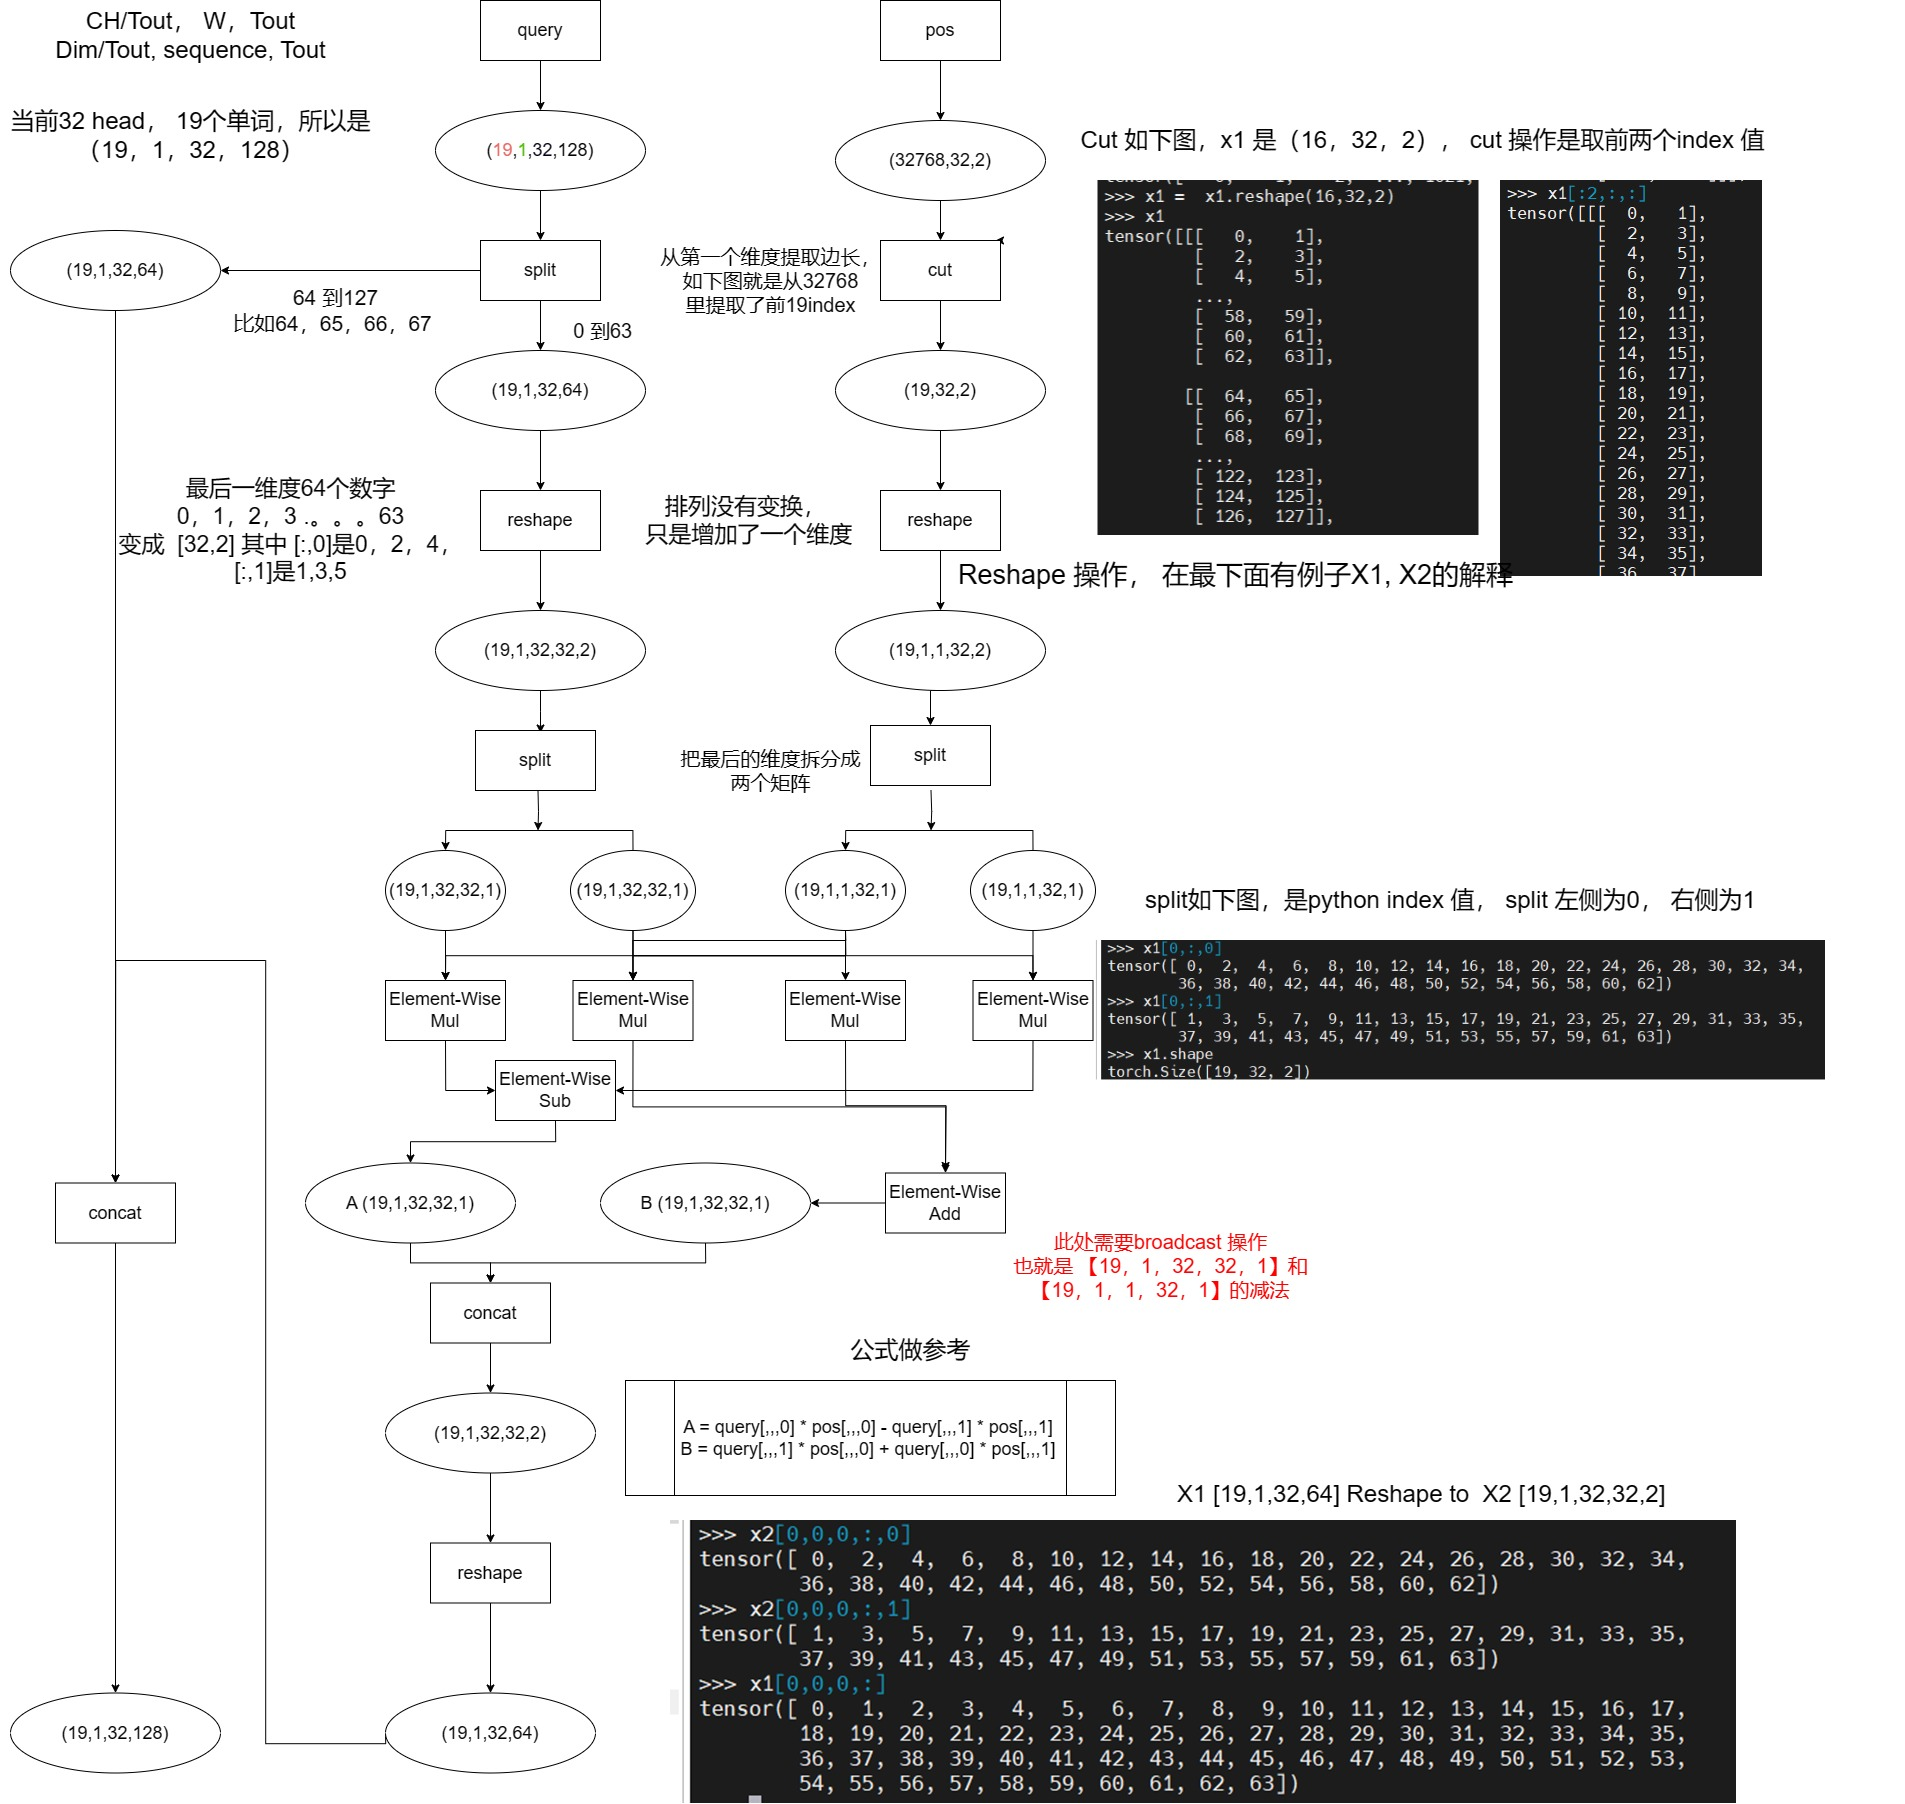 CH/Tout， W，Tout
Dim/Tout, sequence, Tout
query
pos
当前32 head， 19个单词，所以是
（19，1，32，128）
(19,1,32,128)
(32768,32,2)
Cut 如下图，x1 是（16，32，2）， cut 操作是取前两个index 值
>>> x1 =  x1.reshape(16,32,2)
>>> x1
tensor([[[   0,    1],
[   2,    3],
[   4,    5],
...,
[  58,   59],
[  60,   61],
[  62,   63]],
[[  64,   65],
[  66,   67],
[  68,   69],
...,
[ 122,  123],
[ 124,  125],
[ 126,  127]],
>>> x1[:2,:,:]
tensor([[[  0,   1],
[  2,   3],
[  4,   5],
[  6,   7],
[  8,   9],
[ 10,  11],
[ 12,  13],
[ 14,  15],
[ 16,  17],
[ 18,  19],
[ 20,  21],
[ 22,  23],
[ 24,  25],
[ 26,  27],
[ 28,  29],
[ 30,  31],
[ 32,  33],
[ 34,  35],
[ 36,  37],
(19,1,32,64)
split
64 到127
比如64，65，66，67
0 到63
从第一个维度提取边长，
如下图就是从32768
里提取了前19index
cut
(19,1,32,64)
(19,32,2)
最后一维度64个数字
0，1，2，3 .。。。63
变成  [32,2] 其中 [:,0]是0，2，4，
[:,1]是1,3,5
reshape
排列没有变换，
只是增加了一个维度
reshape
Reshape 操作， 在最下面有例子X1, X2的解释
(19,1,32,32,2)
(19,1,1,32,2)
split
把最后的维度拆分成
两个矩阵
split
(19,1,32,32,1)
(19,1,32,32,1)
(19,1,1,32,1)
(19,1,1,32,1)
split如下图，是python index 值， split 左侧为0， 右侧为1
>>> x1[0,:,0]
tensor([ 0,  2,  4,  6,  8, 10, 12, 14, 16, 18, 20, 22, 24, 26, 28, 30, 32, 34,
36, 38, 40, 42, 44, 46, 48, 50, 52, 54, 56, 58, 60, 62])
>>> x1[0,:,1]
tensor([ 1,  3,  5,  7,  9, 11, 13, 15, 17, 19, 21, 23, 25, 27, 29, 31, 33, 35,
37, 39, 41, 43, 45, 47, 49, 51, 53, 55, 57, 59, 61, 63])
>>> x1.shape
torch.Size([19, 32, 2])
Element-Wise
Mul
Element-Wise
Mul
Element-Wise
Mul
Element-Wise
Mul
Element-Wise
Sub
concat
A (19,1,32,32,1)
B (19,1,32,32,1)
Element-Wise
Add
此处需要broadcast 操作
也就是【19，1，32，32，1】和
【19，1，1，32，1】的减法
concat
公式做参考
(19,1,32,32,2)
A = query[,,,0] * pos[,,,0] - query[,,,1] * pos[,,,1]
B = query[,,,1] * pos[,,,0] + query[,,,0] * pos[,,,1]
X1 [19,1,32,64] Reshape to  X2 [19,1,32,32,2]
reshape
>>> x2[0,0,0,:,0]
tensor([ 0,  2,  4,  6,  8, 10, 12, 14, 16, 18, 20, 22, 24, 26, 28, 30, 32, 34,
36, 38, 40, 42, 44, 46, 48, 50, 52, 54, 56, 58, 60, 62])
>>> x2[0,0,0,:,1]
tensor([ 1,  3,  5,  7,  9, 11, 13, 15, 17, 19, 21, 23, 25, 27, 29, 31, 33, 35,
37, 39, 41, 43, 45, 47, 49, 51, 53, 55, 57, 59, 61, 63])
>>> x1[0,0,0,:]
tensor([ 0,  1,  2,  3,  4,  5,  6,  7,  8,  9, 10, 11, 12, 13, 14, 15, 16, 17,
18, 19, 20, 21, 22, 23, 24, 25, 26, 27, 28, 29, 30, 31, 32, 33, 34, 35,
36, 37, 38, 39, 40, 41, 42, 43, 44, 45, 46, 47, 48, 49, 50, 51, 52, 53,
54, 55, 56, 57, 58, 59, 60, 61, 62, 63])
(19,1,32,128)
(19,1,32,64)